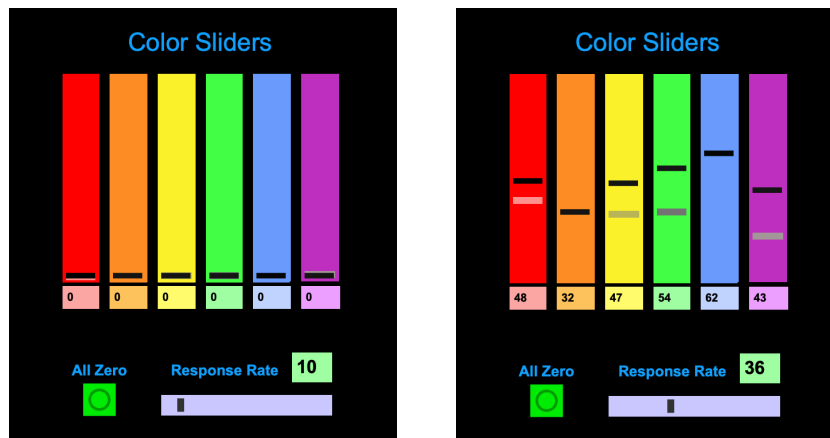 Color Sliders
0 0 0 0 0 0
All Zero Response Rate 10
Color Sliders
48 32 47 54 62 43
All Zero Response Rate 36